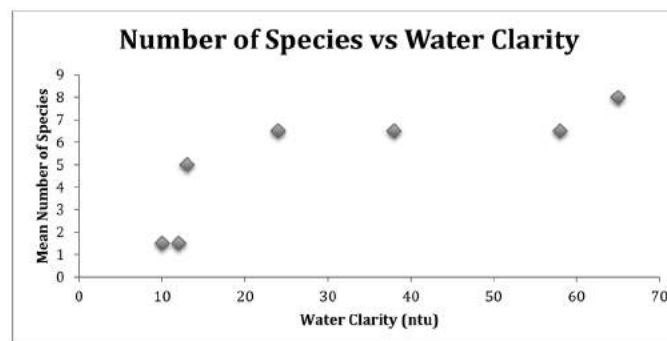 Number of Species vs Water Clarity
Mean Number of Species
9
8
7
6
5
4
3
2
1
0
0 10 20 30 40 50 60 70
Water Clarity (ntu)